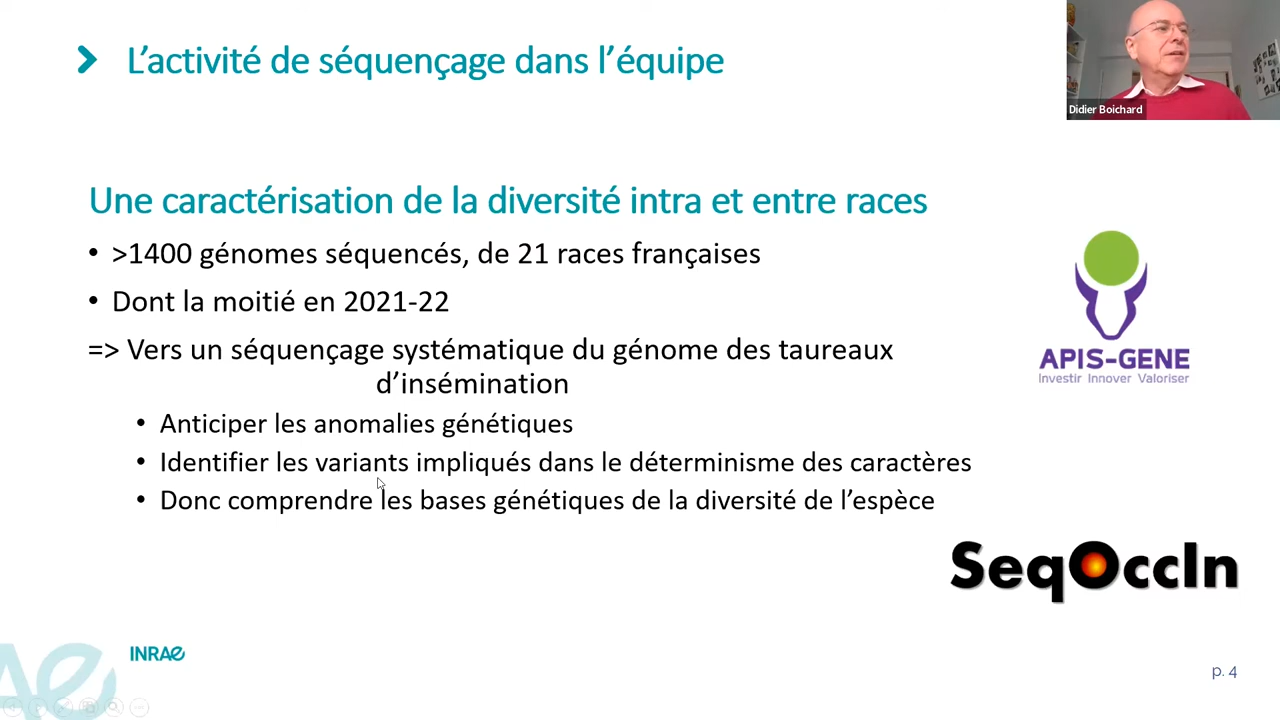 L'activité de séquençage dans l'équipe
Didier Boichard
Une caractérisation de la diversité intra et entre races
• >1400 génomes séquencés, de 21 races françaises
• Dont la moitié en 2021-22
=> Vers un séquençage systématique du génome des taureaux
d'insémination
• Anticiper les anomalies génétiques
• Identifier les variants impliqués dans le déterminisme des caractères
• Donc comprendre les bases génétiques de la diversité de l'espèce
APIS-GENE
Investir Innover Valoriser
SeqOccIn
INRAE
p. 4